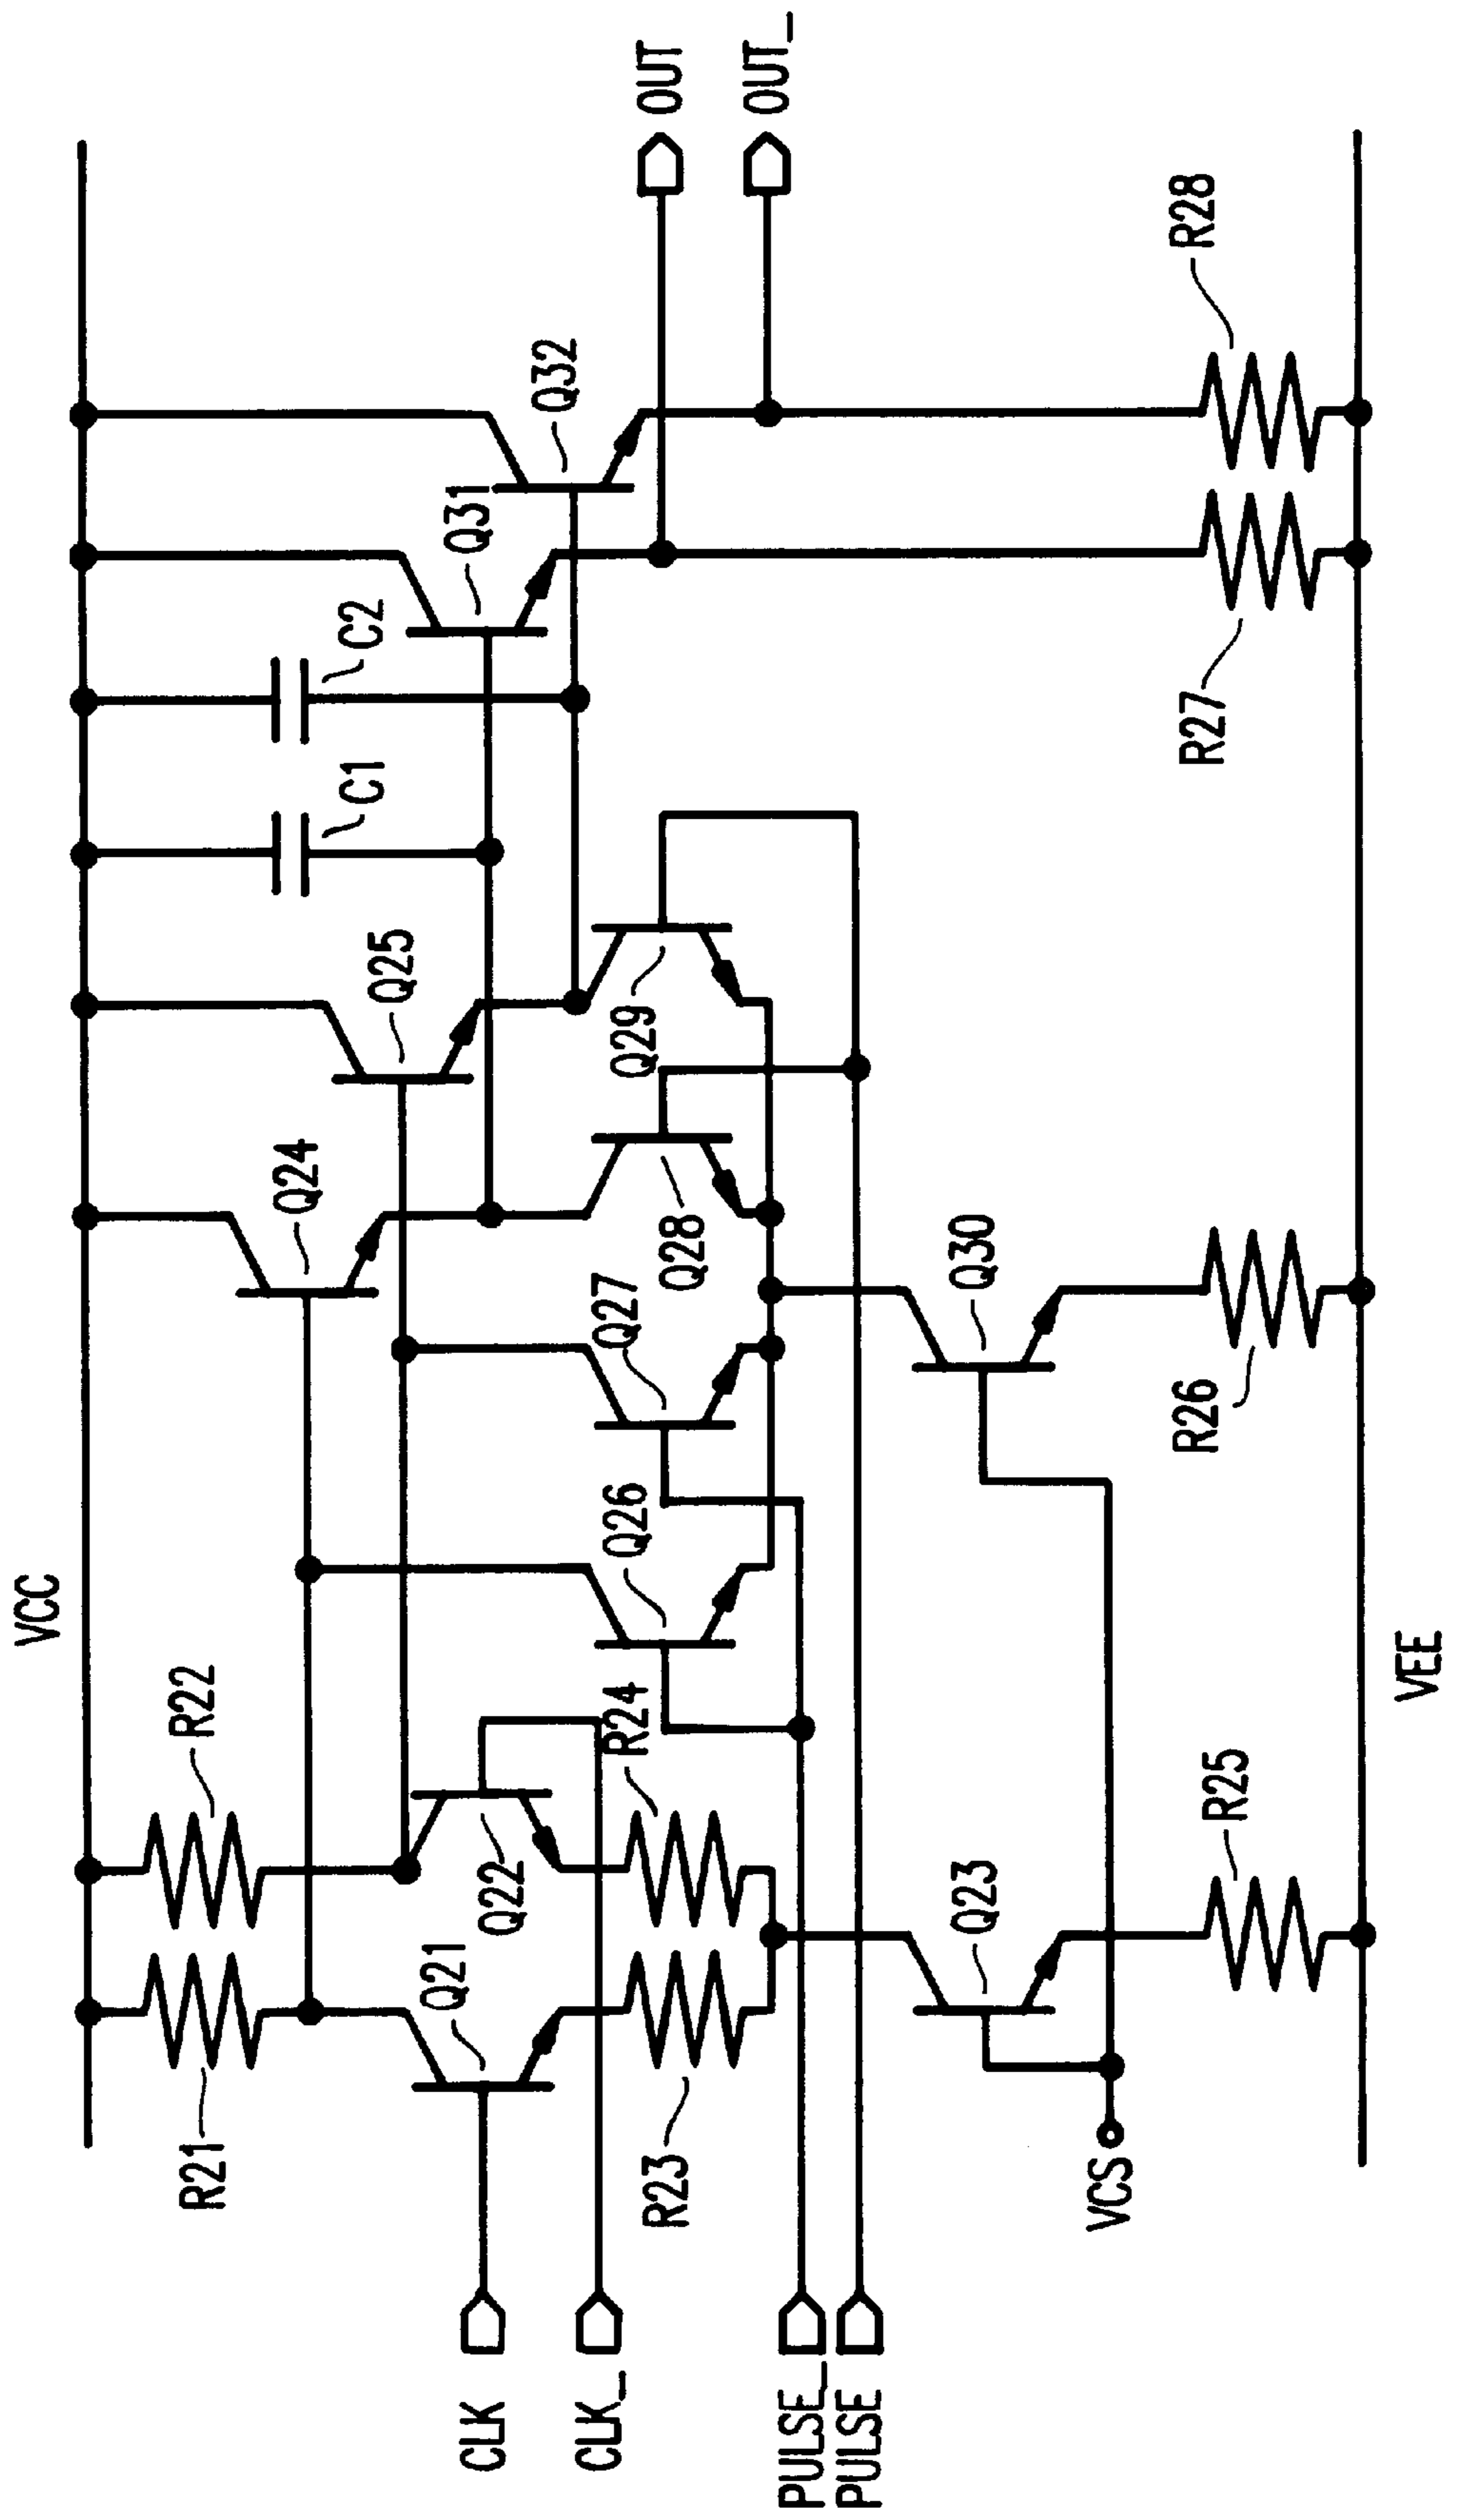 VCC
R21
R22
Q24
Q25
C1
C2
Q31
Q32
OUT
OUT_
CLK
CLK_
Q21
Q22
R23
R24
Q26
Q27
Q28
Q29
PULSE_
PULSE
VCS
Q23
Q30
R25
R26
R27
R28
VEE